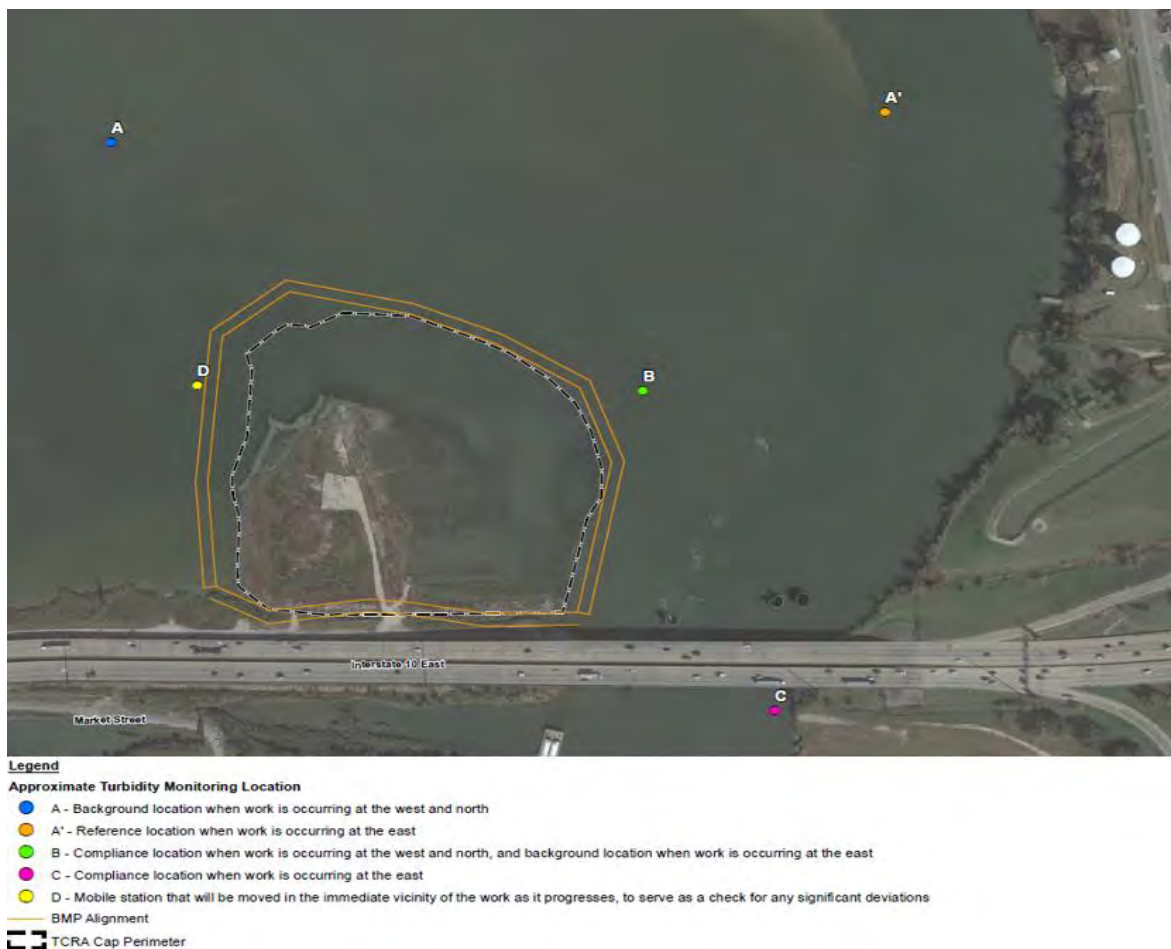 A
A'
D
B
Interstate 10 East
C
Market Street
Legend
Approximate Turbidity Monitoring Location
A - Background location when work is occurring at the west and north
A' - Reference location when work is occurring at the east
B - Compliance location when work is occurring at the west and north, and background location when work is occurring at the east
C - Compliance location when work is occurring at the east
D - Mobile station that will be moved in the immediate vicinity of the work as it progresses, to serve as a check for any significant deviations
BMP Alignment
TCRA Cap Perimeter